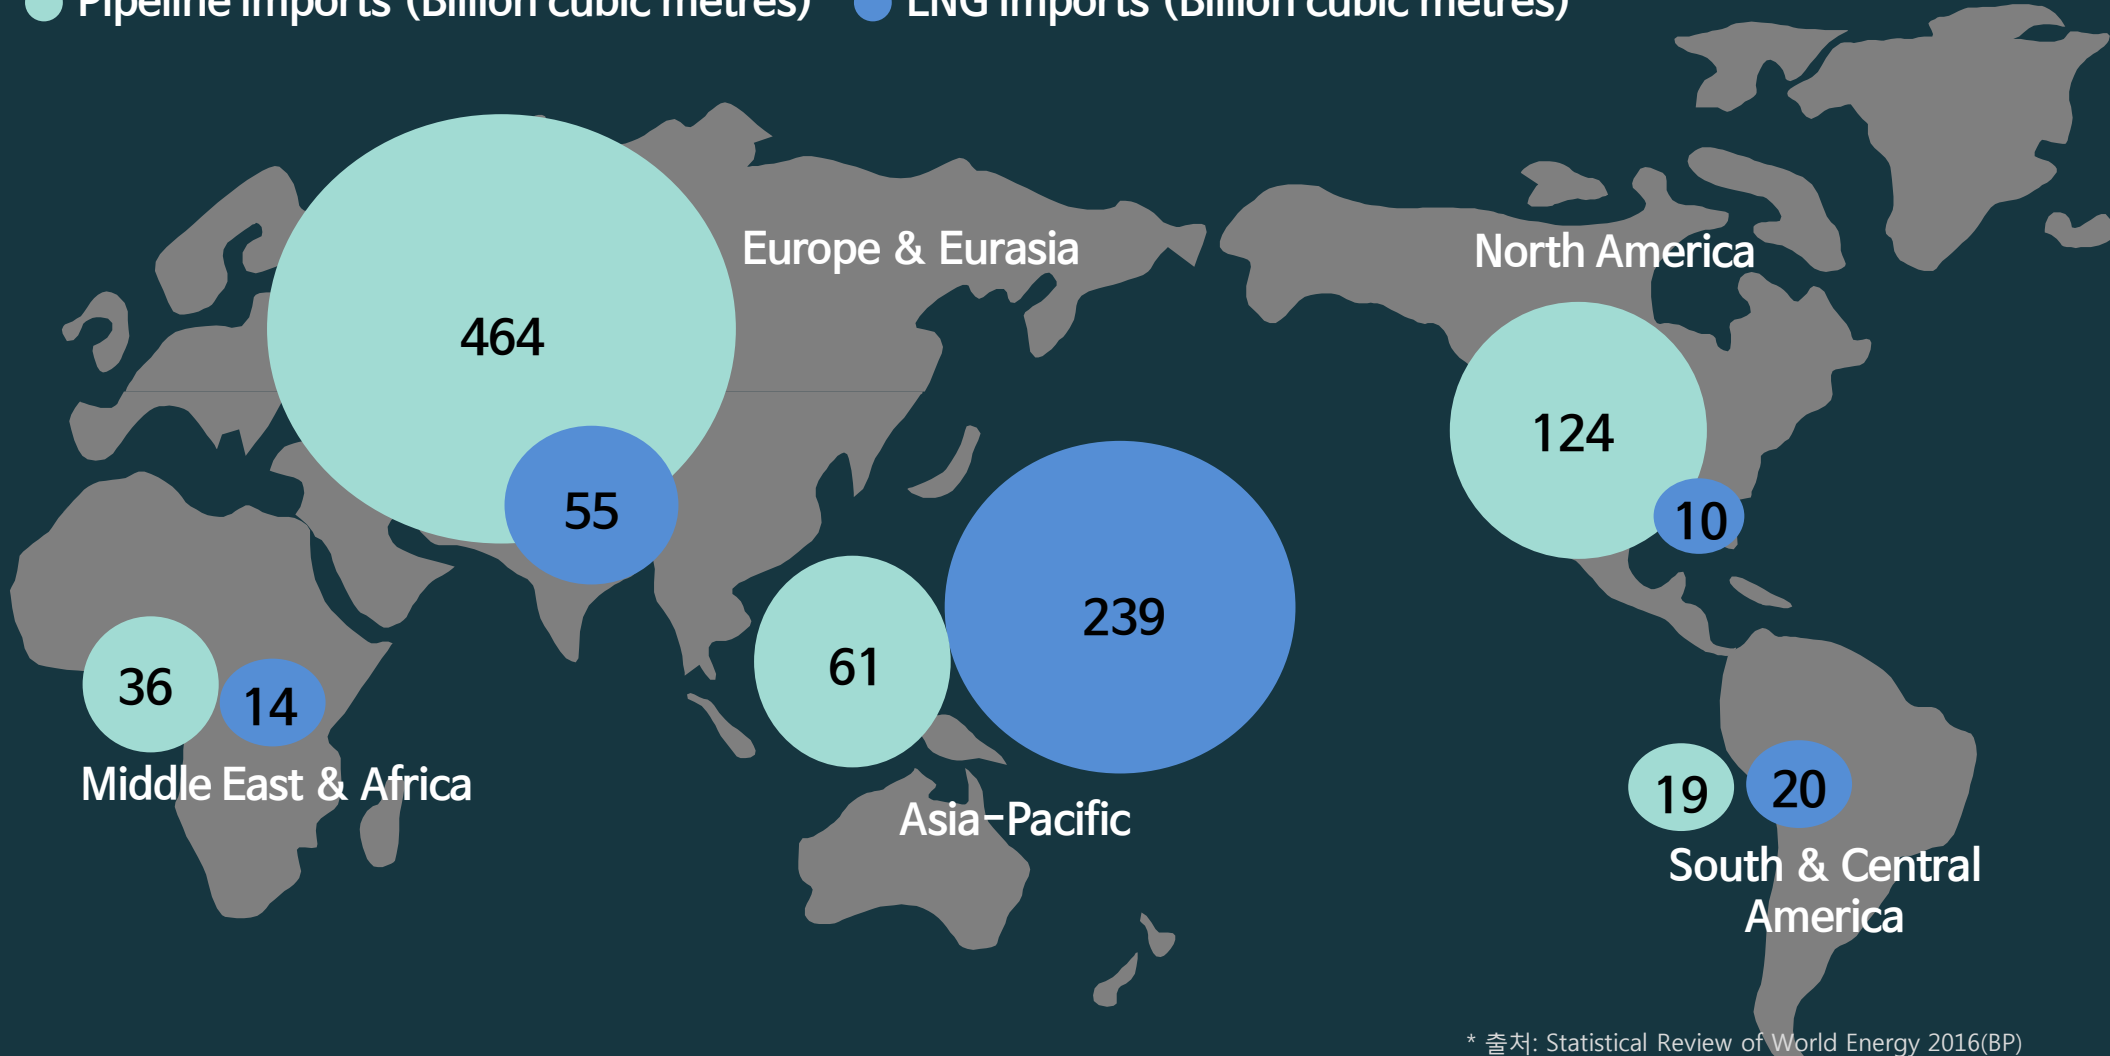 Pipeline imports (Billion cubic metres) LNG imports (Billion cubic metres)
Europe & Eurasia
North America
464
124
55
10
239
61
36
14
Middle East & Africa
Asia-Pacific
19
20
South & Central
America
* 출처: Statistical Review of World Energy 2016(BP)